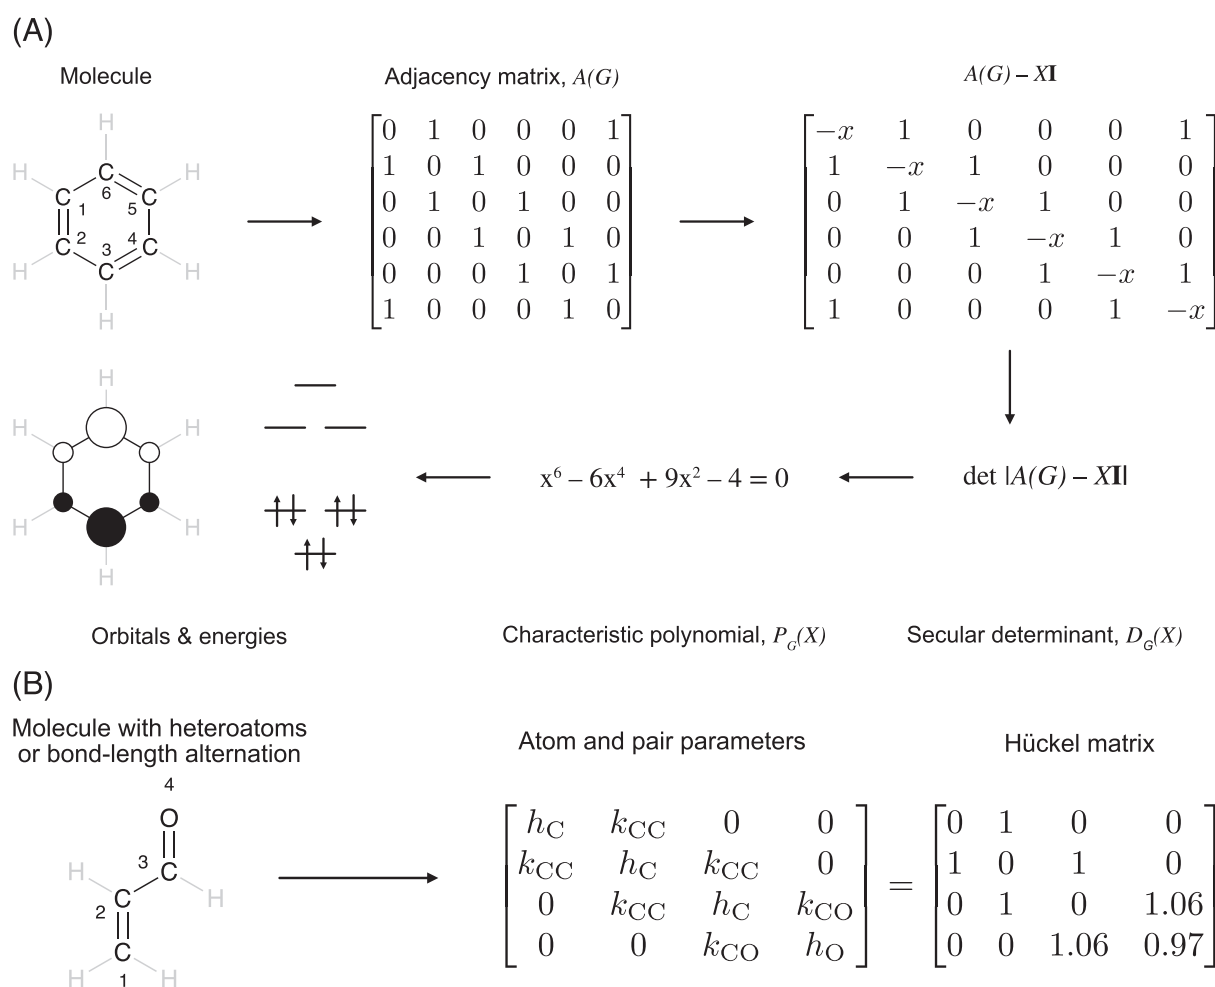 (A)
Molecule
Adjacency matrix, A(G)
A(G) – XI
H
H
H
C
C
C
C
C
C
6
1
5
2
4
3
H
H
H
0 1 0 0 0 1
1 0 1 0 0 0
0 1 0 1 0 0
0 0 1 0 1 0
0 0 0 1 0 1
1 0 0 0 1 0
−x 1 0 0 0 1
1 −x 1 0 0 0
0 1 −x 1 0 0
0 0 1 −x 1 0
0 0 0 1 −x 1
1 0 0 0 1 −x
H
H
H
H
H
H
x⁶ – 6x⁴ + 9x² – 4 = 0
det |A(G) – XI|
Orbitals & energies
Characteristic polynomial, P_G(X)
Secular determinant, D_G(X)
(B)
Molecule with heteroatoms
or bond-length alternation
Atom and pair parameters
Hückel matrix
4
O
3
C
H
H
C
2
C
H
H
1
h_C k_CC 0 0
k_CC h_C k_CC 0
0 k_CC h_C k_CO
0 0 k_CO h_O
=
0 1 0 0
1 0 1 0
0 1 0 1.06
0 0 1.06 0.97